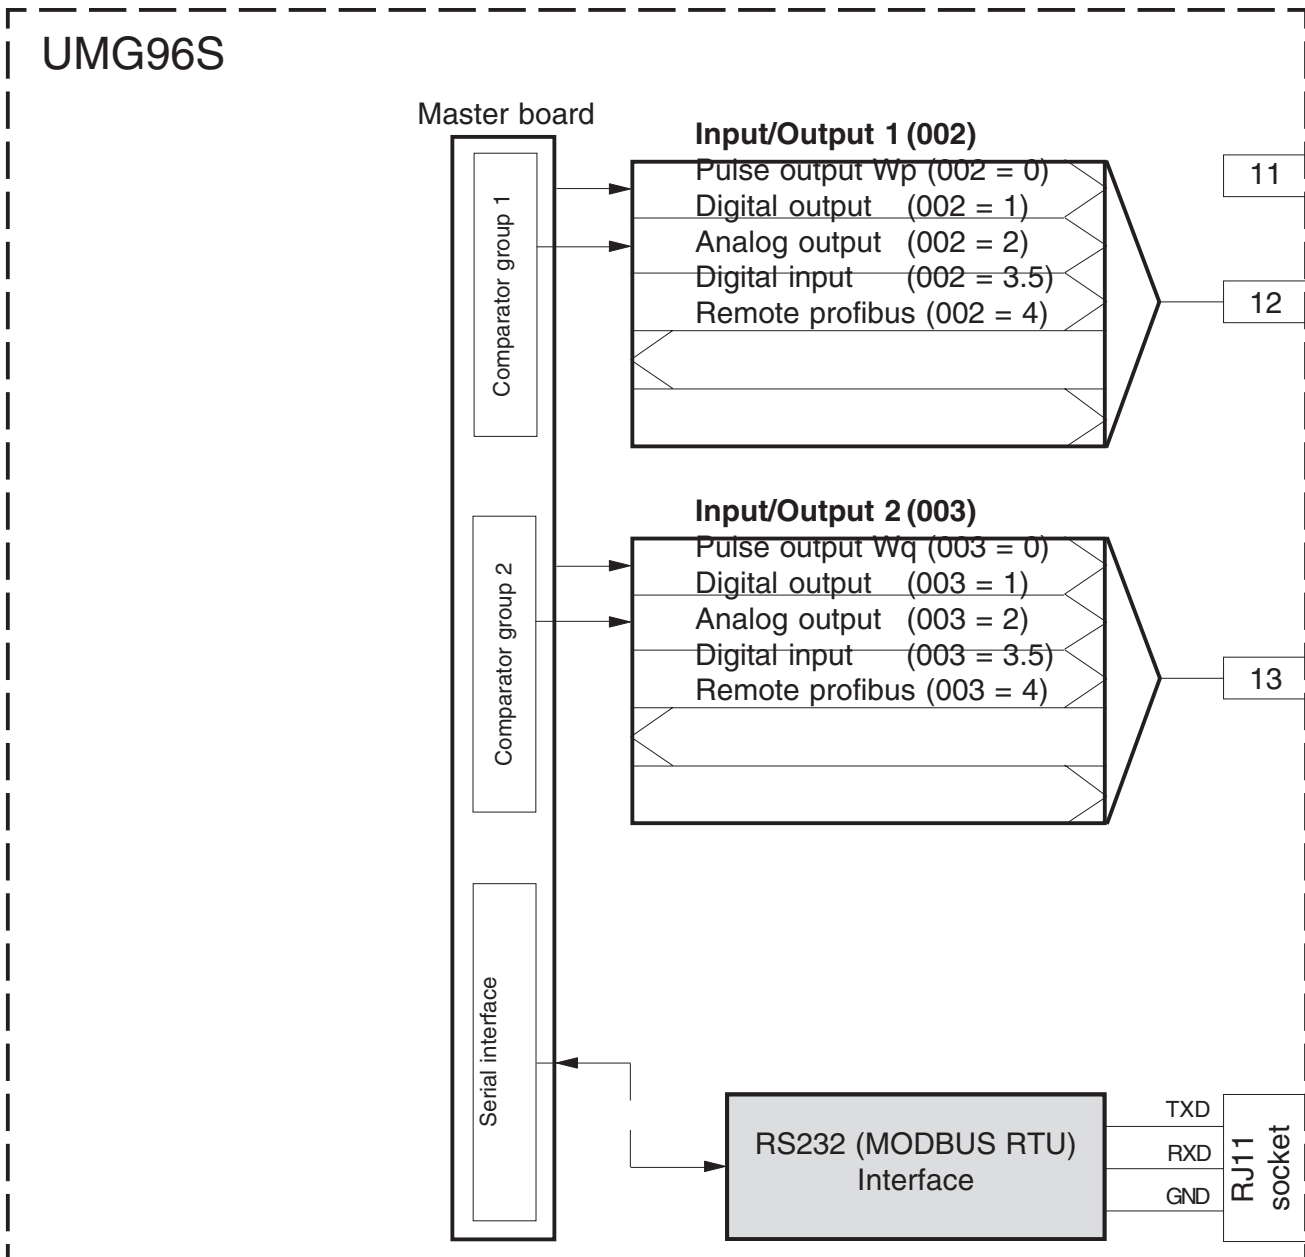 UMG96S
Master board
Comparator group 1
Input/Output 1 (002)
Pulse output Wp (002 = 0)
Digital output (002 = 1)
Analog output (002 = 2)
Digital input (002 = 3.5)
Remote profibus (002 = 4)
11
12
Comparator group 2
Input/Output 2 (003)
Pulse output Wq (003 = 0)
Digital output (003 = 1)
Analog output (003 = 2)
Digital input (003 = 3.5)
Remote profibus (003 = 4)
13
Serial interface
RS232 (MODBUS RTU)
Interface
TXD
RXD
GND
RJ11
socket